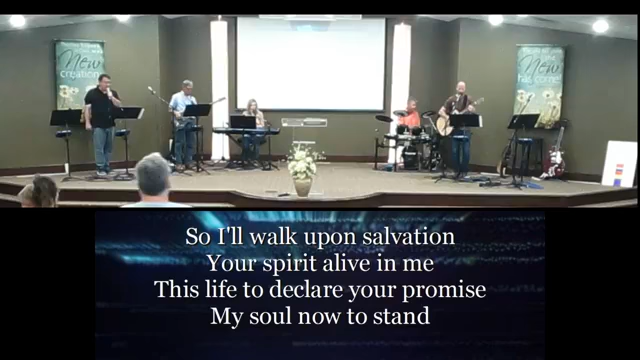 New
creation
New
has come
So I'll walk upon salvation
Your spirit alive in me
This life to declare your promise
My soul now to stand